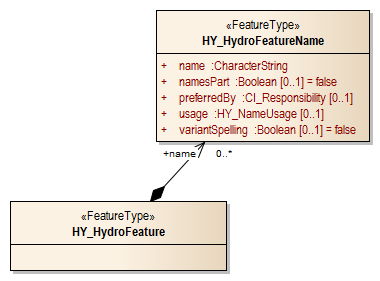 «FeatureType»
HY_HydroFeatureName
+ name :CharacterString
+ namesPart :Boolean [0..1] = false
+ preferredBy :CI_Responsibility [0..1]
+ usage :HY_NameUsage [0..1]
+ variantSpelling :Boolean [0..1] = false
+name 0..*
«FeatureType»
HY_HydroFeature